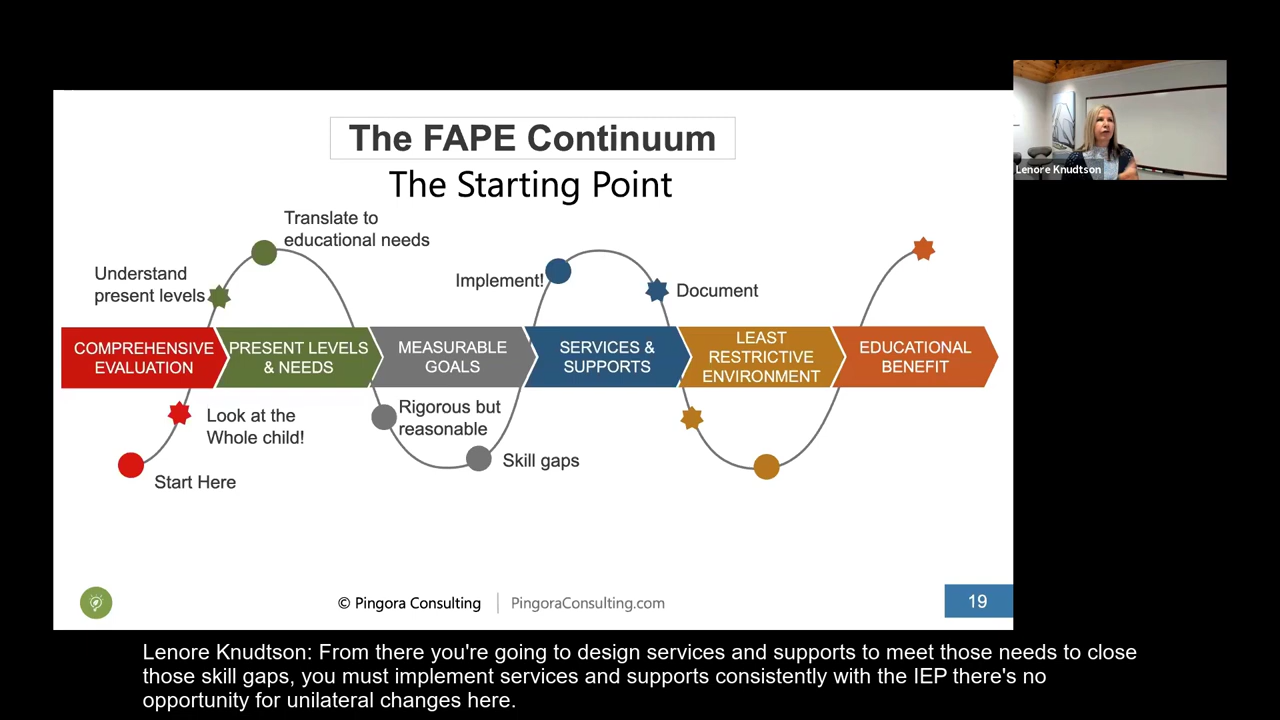 The FAPE Continuum
The Starting Point
Translate to
educational needs
Understand
present levels
Implement!
Document
COMPREHENSIVE
EVALUATION
PRESENT LEVELS
& NEEDS
MEASURABLE
GOALS
SERVICES &
SUPPORTS
LEAST
RESTRICTIVE
ENVIRONMENT
EDUCATIONAL
BENEFIT
Look at the
Whole child!
Start Here
Rigorous but
reasonable
Skill gaps
© Pingora Consulting
PingoraConsulting.com
19
Lenore Knudtson
Lenore Knudtson: From there you're going to design services and supports to meet those needs to close
those skill gaps, you must implement services and supports consistently with the IEP there's no
opportunity for unilateral changes here.